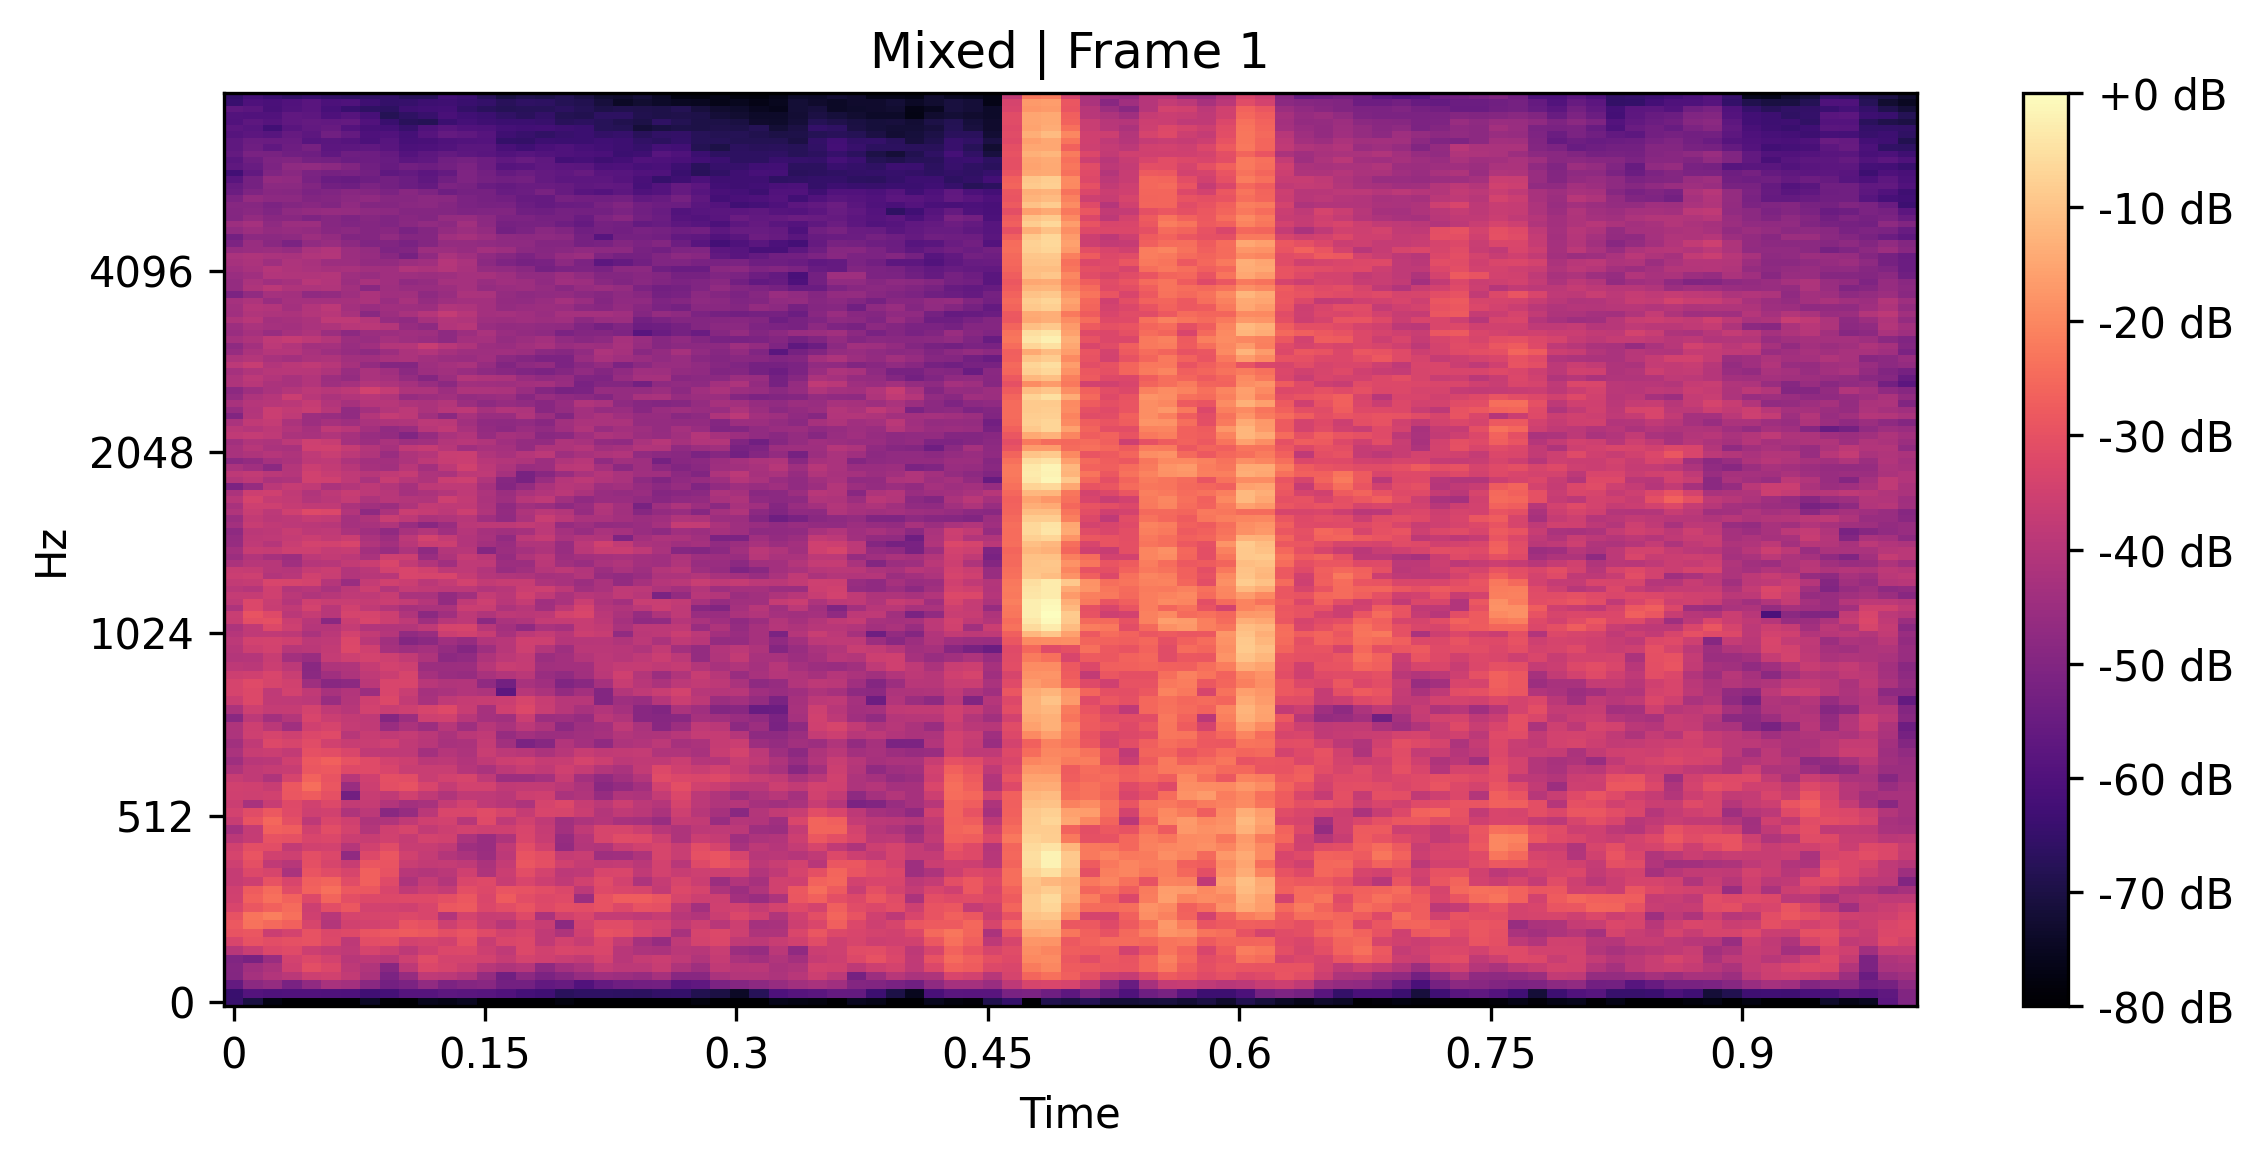 Mixed | Frame 1
Hz
4096
2048
1024
512
0
0 0.15 0.3 0.45 0.6 0.75 0.9
Time
+0 dB
-10 dB
-20 dB
-30 dB
-40 dB
-50 dB
-60 dB
-70 dB
-80 dB